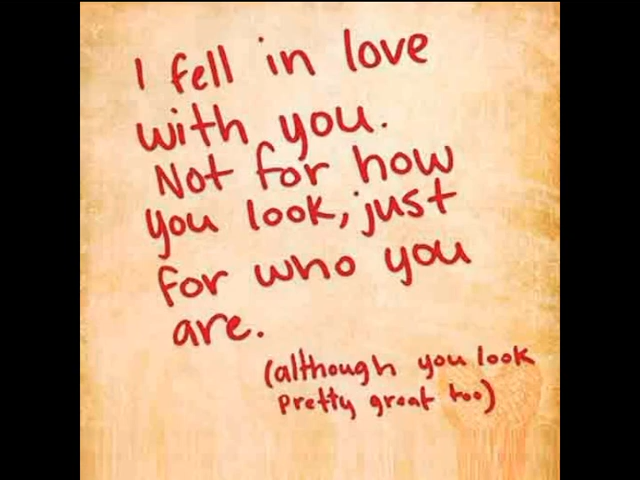 I fell in love
with you.
Not for how
you look, just
for who you
are.
(although you look
pretty great too)